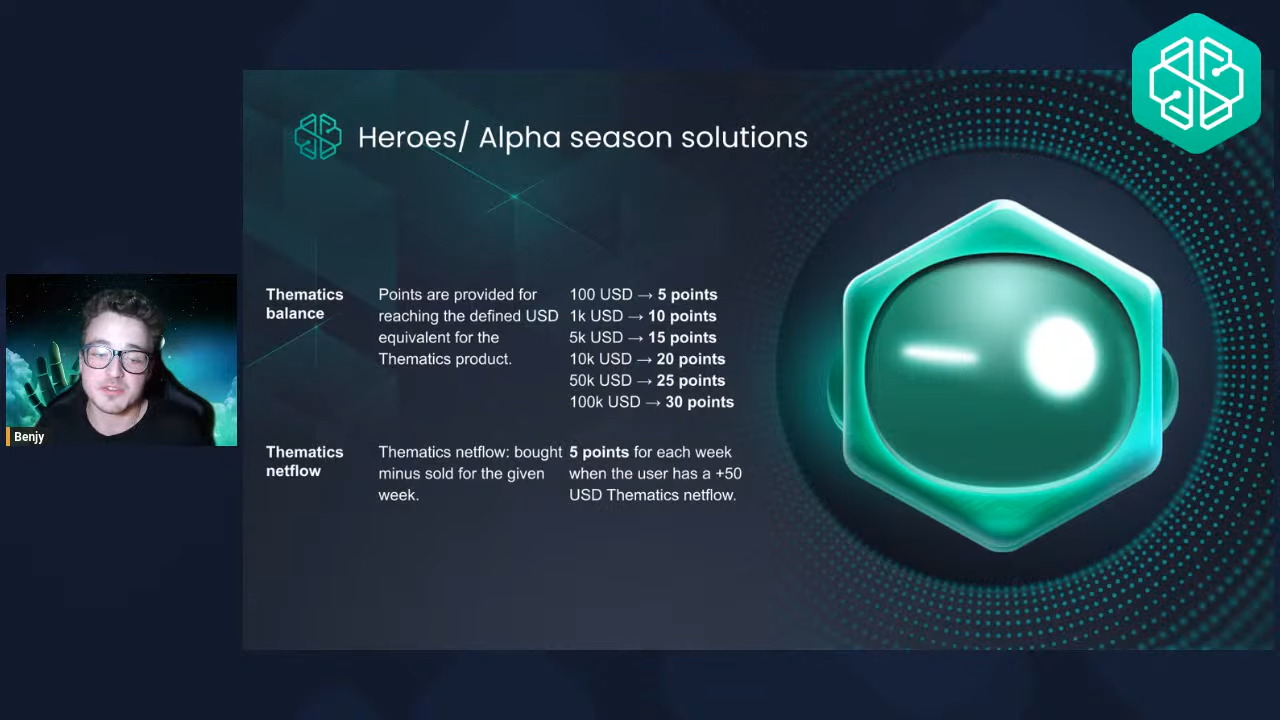 Heroes/ Alpha season solutions
Thematics
balance
Points are provided for
reaching the defined USD
equivalent for the
Thematics product.
100 USD → 5 points
1k USD → 10 points
5k USD → 15 points
10k USD → 20 points
50k USD → 25 points
100k USD → 30 points
Thematics
netflow
Thematics netflow: bought
minus sold for the given
week.
5 points for each week
when the user has a +50
USD Thematics netflow.
Benjy